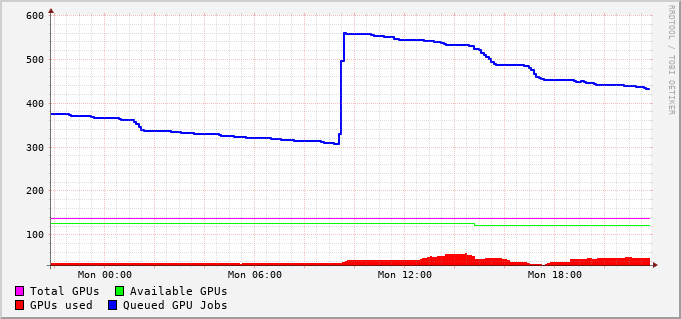 600
500
400
300
200
100
Mon 00:00 Mon 06:00 Mon 12:00 Mon 18:00
Total GPUs Available GPUs
GPUs used Queued GPU Jobs
RRDTOOL / TOBI OETIKER